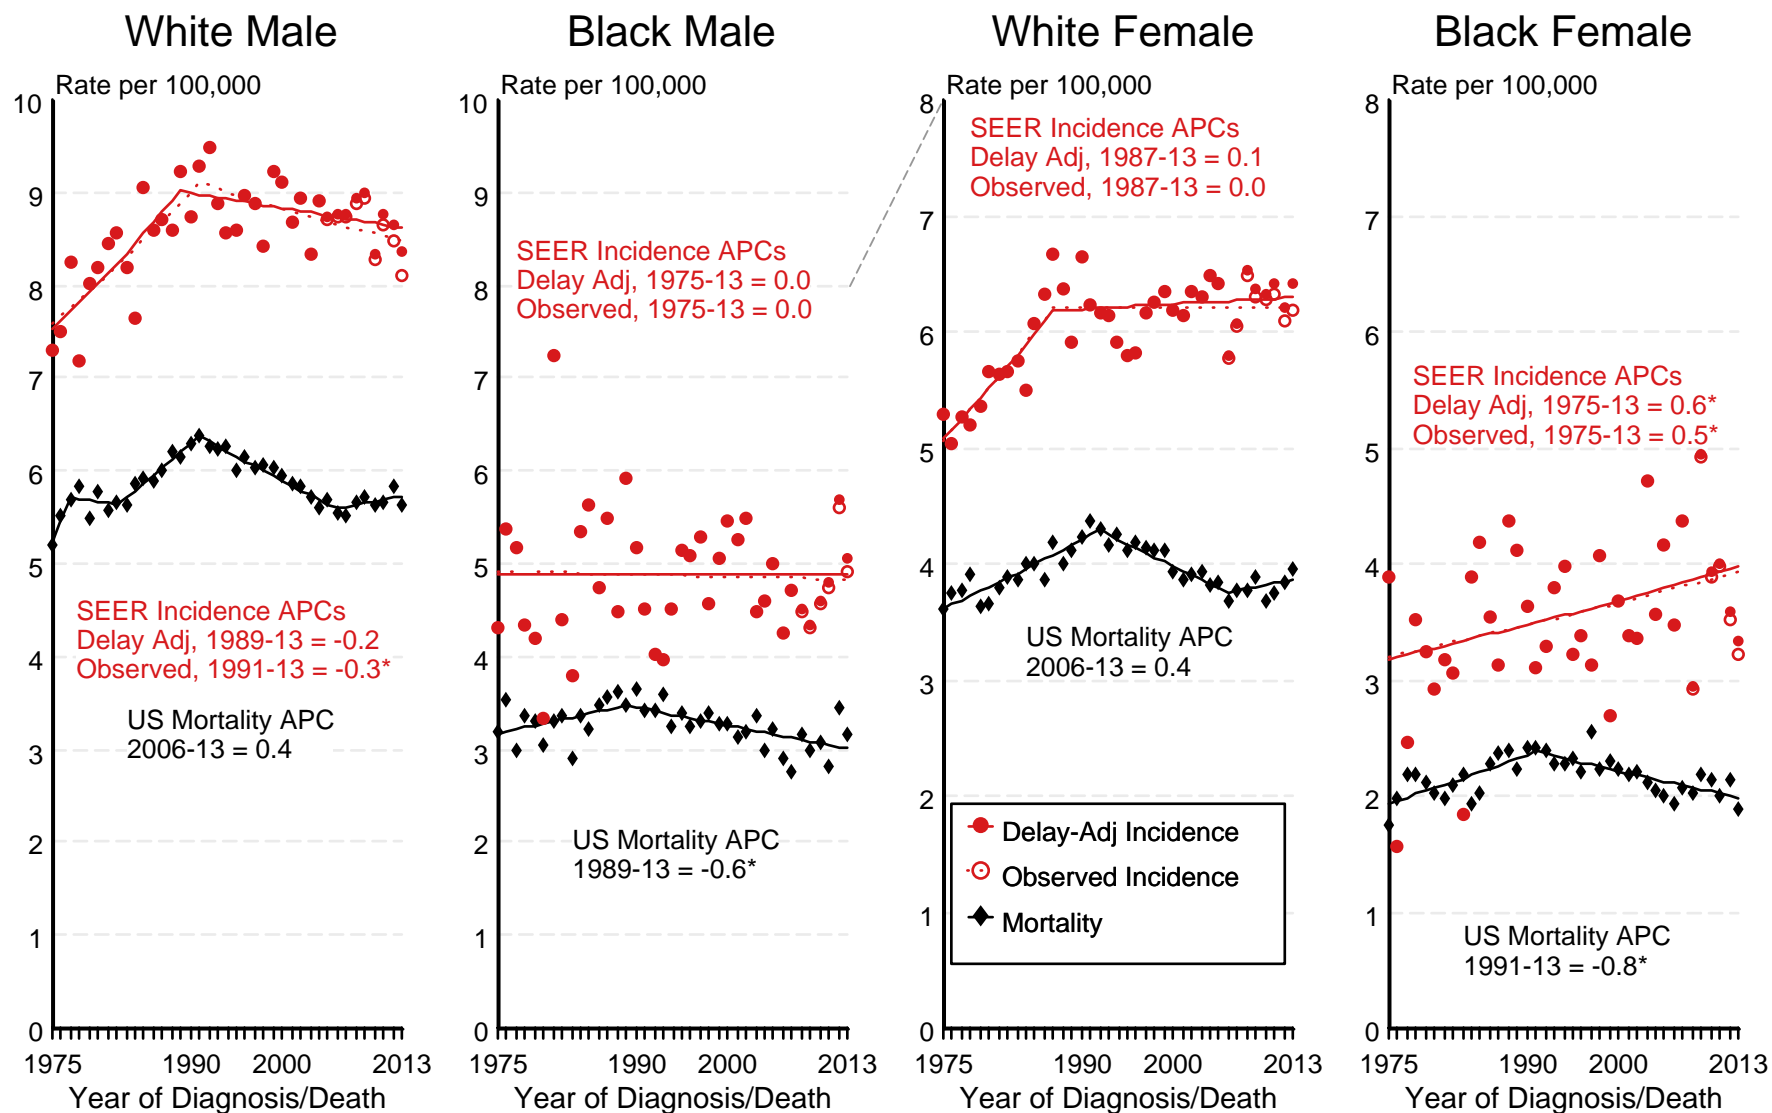 White Male
Rate per 100,000
10
9
8
7
6
5
4
3
2
1
0
SEER Incidence APCs
Delay Adj, 1989-13 = -0.2
Observed, 1991-13 = -0.3*
US Mortality APC
2006-13 = 0.4
1975 1990 2000 2013
Year of Diagnosis/Death
Black Male
Rate per 100,000
10
9
8
7
6
5
4
3
2
1
0
SEER Incidence APCs
Delay Adj, 1975-13 = 0.0
Observed, 1975-13 = 0.0
US Mortality APC
1989-13 = -0.6*
1975 1990 2000 2013
Year of Diagnosis/Death
White Female
Rate per 100,000
8
7
6
5
4
3
2
1
0
SEER Incidence APCs
Delay Adj, 1987-13 = 0.1
Observed, 1987-13 = 0.0
US Mortality APC
2006-13 = 0.4
Delay-Adj Incidence
Observed Incidence
Mortality
1975 1990 2000 2013
Year of Diagnosis/Death
Black Female
Rate per 100,000
8
7
6
5
4
3
2
1
0
SEER Incidence APCs
Delay Adj, 1975-13 = 0.6*
Observed, 1975-13 = 0.5*
US Mortality APC
1991-13 = -0.8*
1975 1990 2000 2013
Year of Diagnosis/Death